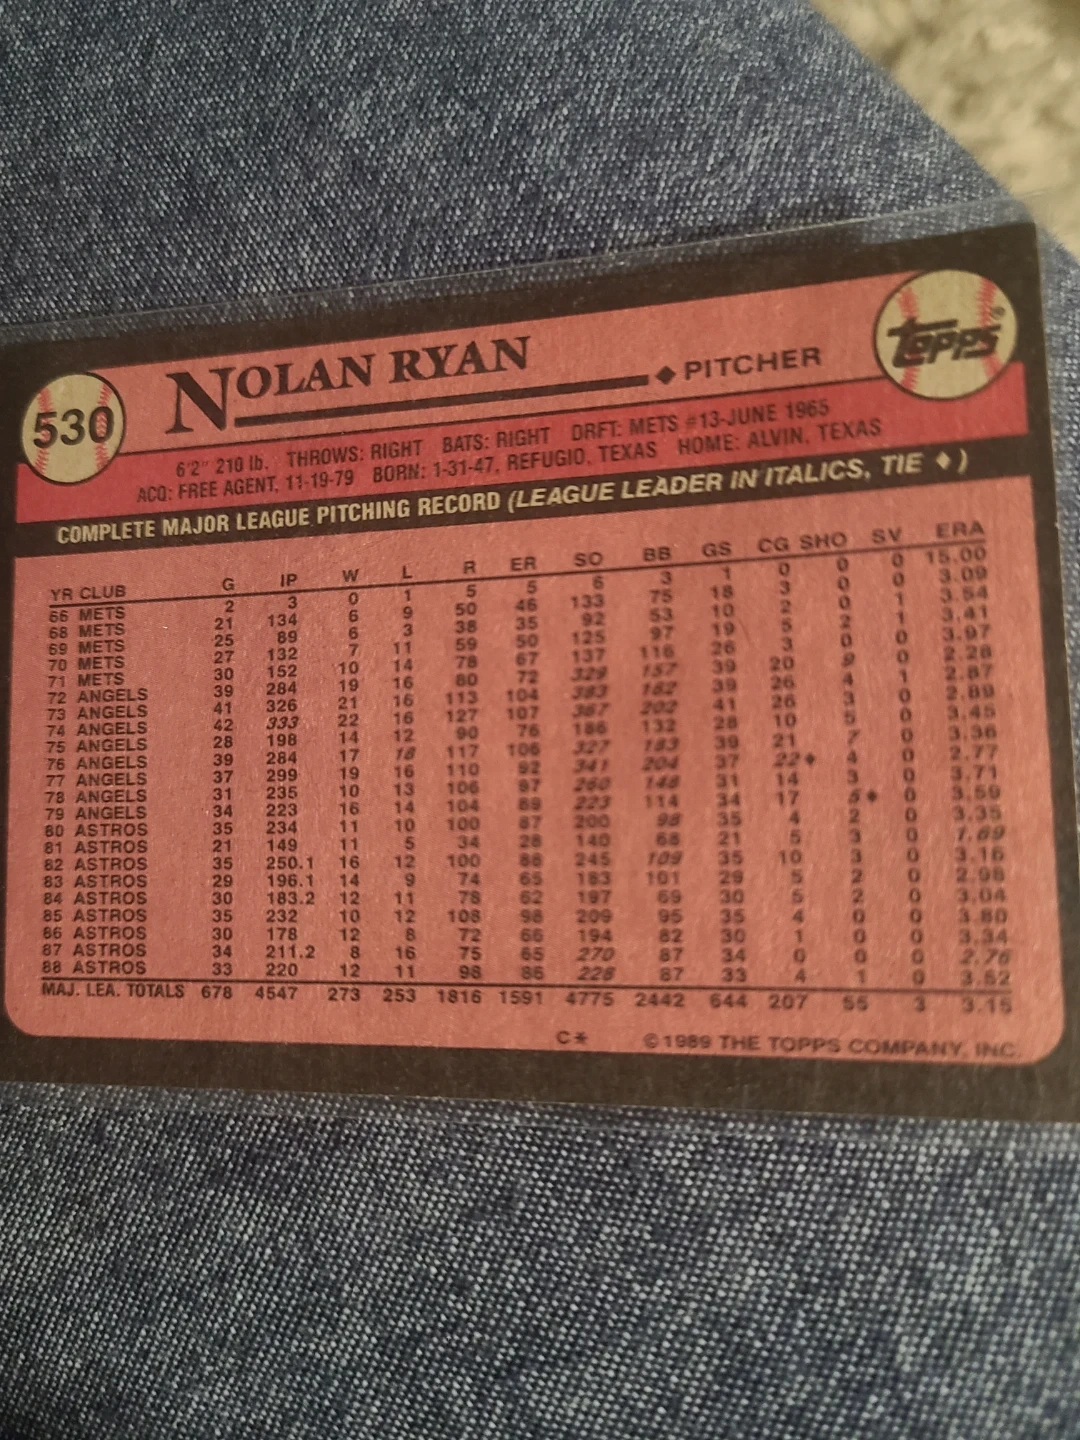 530
NOLAN RYAN ♦ PITCHER
Topps®
6'2" 210 lb. THROWS: RIGHT BATS: RIGHT DRFT: METS #13-JUNE 1965
ACQ: FREE AGENT, 11-19-79 BORN: 1-31-47, REFUGIO, TEXAS HOME: ALVIN, TEXAS
COMPLETE MAJOR LEAGUE PITCHING RECORD (LEAGUE LEADER IN ITALICS, TIE ♦)
YR CLUB G IP W L R ER SO BB GS CG SHO SV ERA
66 METS 2 3 0 1 5 5 6 3 1 0 0 0 15.00
68 METS 21 134 6 9 50 46 133 75 18 3 0 0 3.09
69 METS 25 89 6 3 38 35 92 53 10 2 0 1 3.54
70 METS 27 132 7 11 59 50 125 97 19 5 2 1 3.41
71 METS 30 152 10 14 78 67 137 116 26 3 0 0 3.97
72 ANGELS 39 284 19 16 80 72 329 157 39 20 9 0 2.28
73 ANGELS 41 326 21 16 113 104 383 162 39 26 4 1 2.87
74 ANGELS 42 333 22 16 127 107 367 202 41 26 3 0 2.89
75 ANGELS 28 198 14 12 90 76 186 132 28 10 5 0 3.45
76 ANGELS 39 284 17 18 117 106 327 183 39 21 7 0 3.36
77 ANGELS 37 299 19 16 110 92 341 204 37 22♦ 4 0 2.77
78 ANGELS 31 235 10 13 106 97 260 148 31 14 3 0 3.71
79 ANGELS 34 223 16 14 104 89 223 114 34 17 5♦ 0 3.59
80 ASTROS 35 234 11 10 100 87 200 98 35 4 2 0 3.35
81 ASTROS 21 149 11 5 34 28 140 68 21 5 3 0 1.69
82 ASTROS 35 250.1 16 12 100 88 245 109 35 10 3 0 3.16
83 ASTROS 29 196.1 14 9 74 65 183 101 29 5 2 0 2.98
84 ASTROS 30 183.2 12 11 78 62 197 69 30 5 2 0 3.04
85 ASTROS 35 232 10 12 108 98 209 95 35 4 0 0 3.80
86 ASTROS 30 178 12 8 72 66 194 82 30 1 0 0 3.34
87 ASTROS 34 211.2 8 16 75 65 270 87 34 0 0 0 2.76
88 ASTROS 33 220 12 11 98 86 228 87 33 4 1 0 3.52
MAJ. LEA. TOTALS 678 4547 273 253 1816 1591 4775 2442 644 207 55 3 3.15
C* ©1989 THE TOPPS COMPANY, INC.